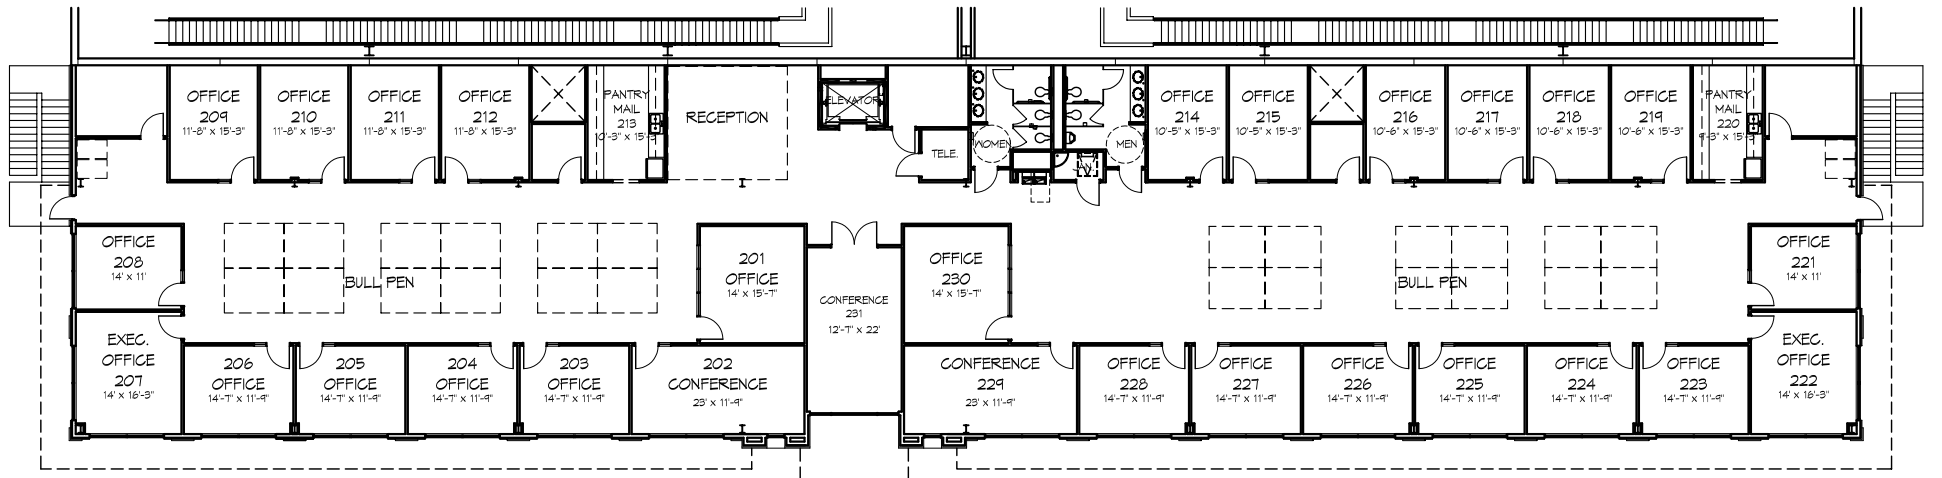 OFFICE
209
11'-8" x 15'-3"
OFFICE
210
11'-8" x 15'-3"
OFFICE
211
11'-8" x 15'-3"
OFFICE
212
11'-8" x 15'-3"
PANTRY
MAIL
213
10'-3" x 15'-3
RECEPTION
ELEVATOR
TELE.
WOMEN
MEN
JAN.
OFFICE
214
10'-5" x 15'-3"
OFFICE
215
10'-5" x 15'-3"
OFFICE
216
10'-6" x 15'-3"
OFFICE
217
10'-6" x 15'-3"
OFFICE
218
10'-6" x 15'-3"
OFFICE
219
10'-6" x 15'-3"
PANTRY
MAIL
220
9'-3" x 15'-3
OFFICE
208
14' x 11'
BULL PEN
201
OFFICE
14' x 15'-7"
CONFERENCE
231
12'-7" x 22'
OFFICE
230
14' x 15'-7"
BULL PEN
OFFICE
221
14' x 11'
EXEC.
OFFICE
207
14' x 16'-3"
206
OFFICE
14'-7" x 11'-9"
205
OFFICE
14'-7" x 11'-9"
204
OFFICE
14'-7" x 11'-9"
203
OFFICE
14'-7" x 11'-9"
202
CONFERENCE
23' x 11'-9"
CONFERENCE
229
23' x 11'-9"
OFFICE
228
14'-7" x 11'-9"
OFFICE
227
14'-7" x 11'-9"
OFFICE
226
14'-7" x 11'-9"
OFFICE
225
14'-7" x 11'-9"
OFFICE
224
14'-7" x 11'-9"
OFFICE
223
14'-7" x 11'-9"
EXEC.
OFFICE
222
14' x 16'-3"